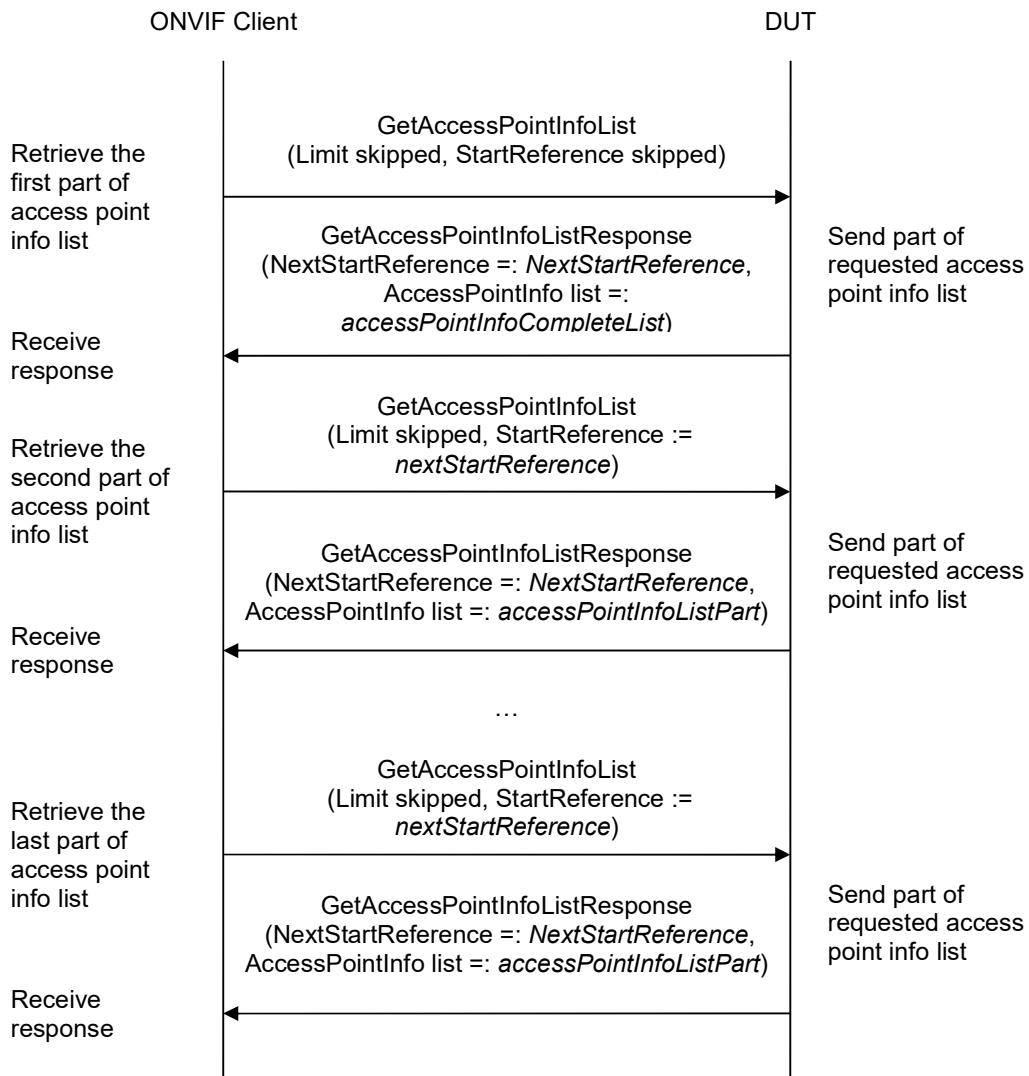 ONVIF Client
DUT
GetAccessPointInfoList
(Limit skipped, StartReference skipped)
Retrieve the
first part of
access point
info list
GetAccessPointInfoListResponse
(NextStartReference =: NextStartReference,
AccessPointInfo list =:
accessPointInfoCompleteList)
Send part of
requested access
point info list
Receive
response
GetAccessPointInfoList
(Limit skipped, StartReference :=
nextStartReference)
Retrieve the
second part of
access point
info list
GetAccessPointInfoListResponse
(NextStartReference =: NextStartReference,
AccessPointInfo list =: accessPointInfoListPart)
Send part of
requested access
point info list
Receive
response
…
GetAccessPointInfoList
(Limit skipped, StartReference :=
nextStartReference)
Retrieve the
last part of
access point
info list
GetAccessPointInfoListResponse
(NextStartReference =: NextStartReference,
AccessPointInfo list =: accessPointInfoListPart)
Send part of
requested access
point info list
Receive
response